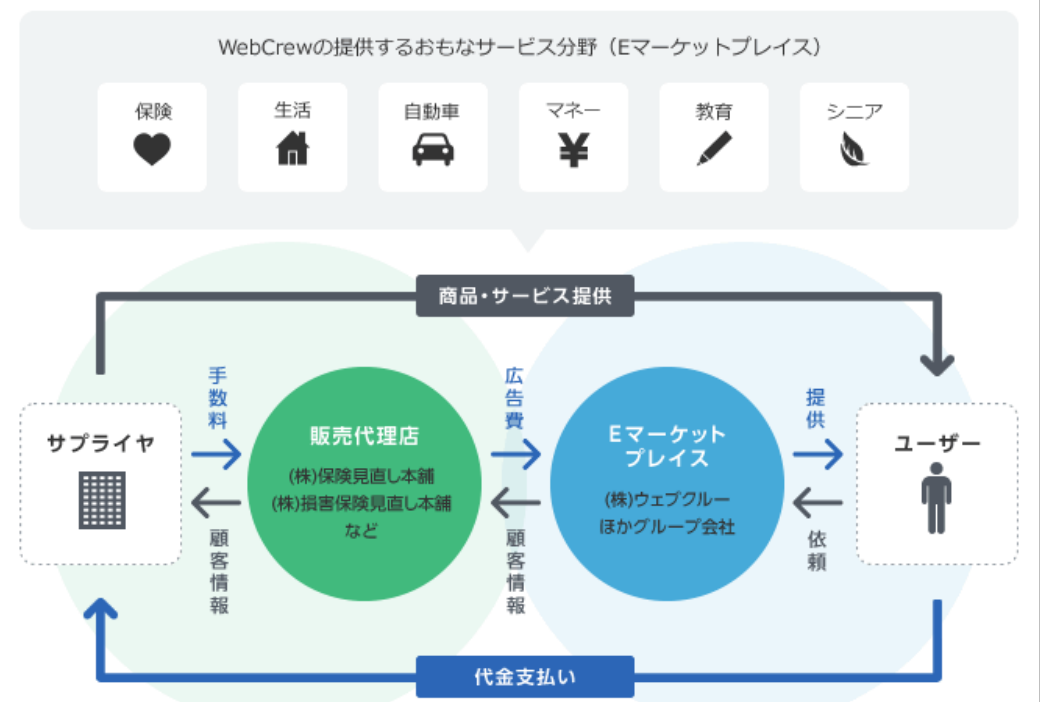 WebCrewの提供するおもなサービス分野（Eマーケットプレイス）
保険
生活
自動車
マネー
教育
シニア
商品・サービス提供
手数料
広告費
提供
サプライヤ
販売代理店
(株)保険見直し本舗
(株)損害保険見直し本舗
など
Eマーケット
プレイス
(株)ウェブクルー
ほかグループ会社
ユーザー
顧客情報
顧客情報
依頼
代金支払い